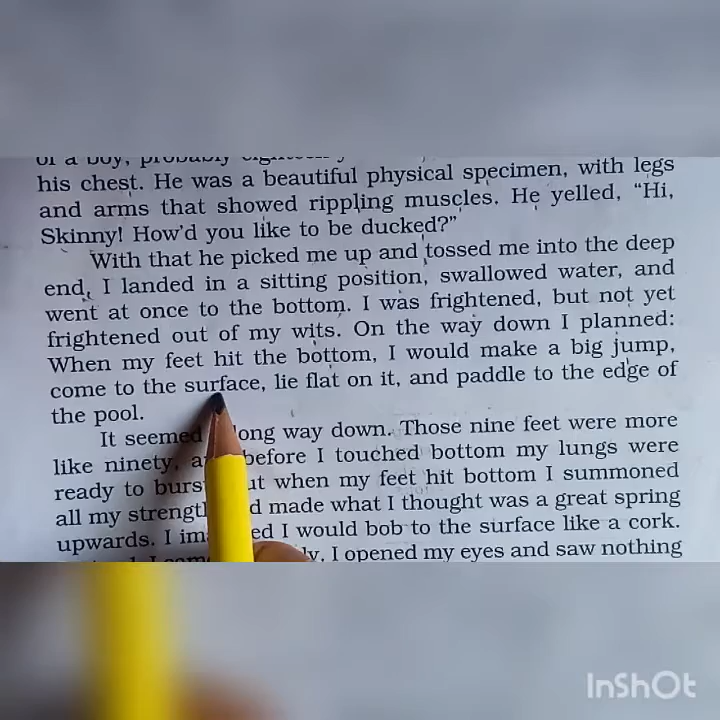 of a boy, probably
his chest. He was a beautiful physical specimen, with legs
and arms that showed rippling muscles. He yelled, “Hi,
Skinny! How'd you like to be ducked?”
With that he picked me up and tossed me into the deep
end. I landed in a sitting position, swallowed water, and
went at once to the bottom. I was frightened, but not yet
frightened out of my wits. On the way down I planned:
When my feet hit the bottom, I would make a big jump,
come to the surface, lie flat on it, and paddle to the edge of
the pool.
It seemed long way down. Those nine feet were more
like ninety, before I touched bottom my lungs were
ready to when my feet hit bottom I summoned
all my made what I thought was a great spring
upwards. I I would bob to the surface like a cork.
I I opened my eyes and saw nothing
InShOt